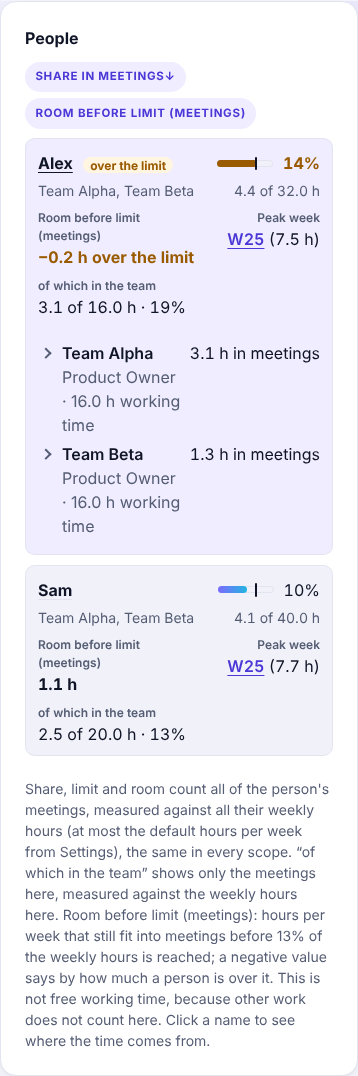 People
SHARE IN MEETINGS↓
ROOM BEFORE LIMIT (MEETINGS)
Alex over the limit 14%
Team Alpha, Team Beta 4.4 of 32.0 h
Room before limit (meetings) Peak week
−0.2 h over the limit W25 (7.5 h)
of which in the team
3.1 of 16.0 h · 19%
Team Alpha 3.1 h in meetings
Product Owner
· 16.0 h working
time
Team Beta 1.3 h in meetings
Product Owner
· 16.0 h working
time
Sam 10%
Team Alpha, Team Beta 4.1 of 40.0 h
Room before limit (meetings) Peak week
1.1 h W25 (7.7 h)
of which in the team
2.5 of 20.0 h · 13%
Share, limit and room count all of the person's
meetings, measured against all their weekly
hours (at most the default hours per week
from Settings), the same in every scope. “of
which in the team” shows only the meetings
here, measured against the weekly hours
here. Room before limit (meetings): hours per
week that still fit into meetings before 13% of
the weekly hours is reached; a negative value
says by how much a person is over it. This is
not free working time, because other work
does not count here. Click a name to see
where the time comes from.